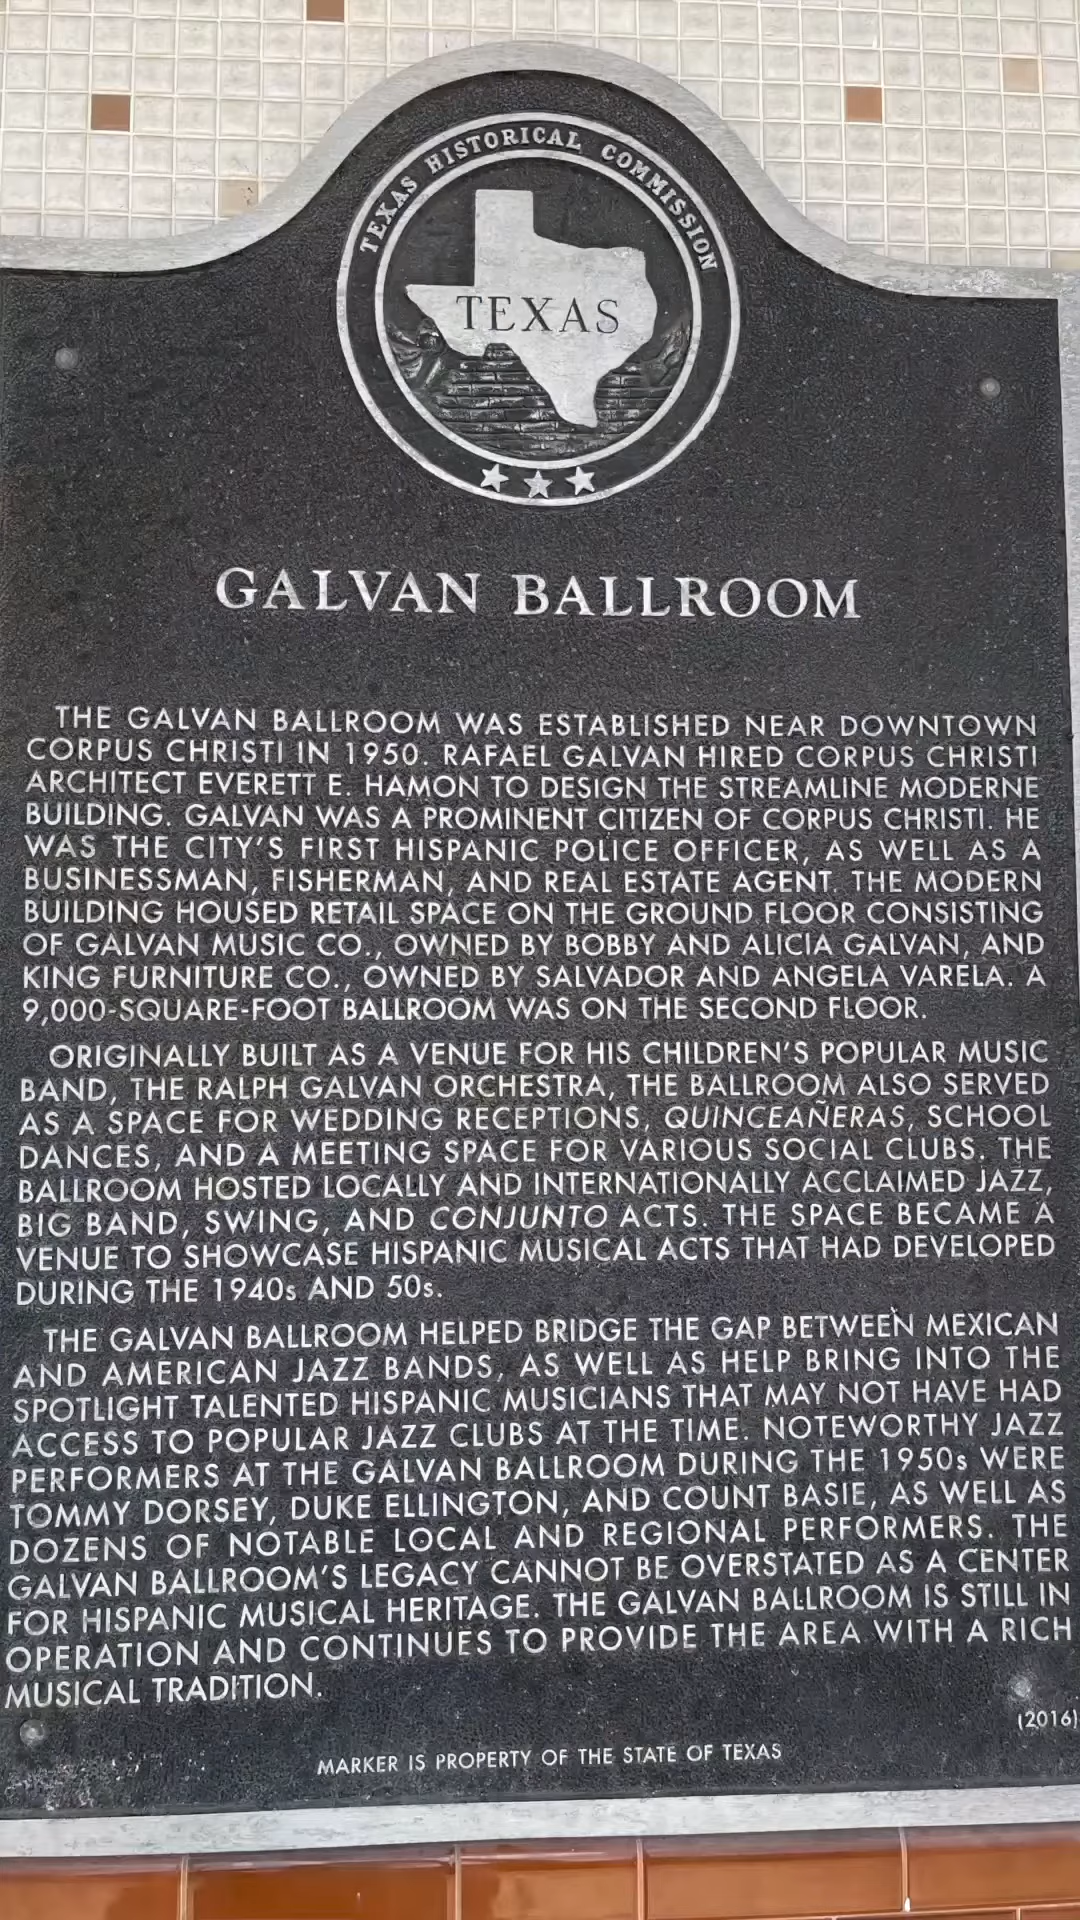 TEXAS HISTORICAL COMMISSION
TEXAS
GALVAN BALLROOM
THE GALVAN BALLROOM WAS ESTABLISHED NEAR DOWNTOWN
CORPUS CHRISTI IN 1950. RAFAEL GALVAN HIRED CORPUS CHRISTI
ARCHITECT EVERETT E. HAMON TO DESIGN THE STREAMLINE MODERNE
BUILDING. GALVAN WAS A PROMINENT CITIZEN OF CORPUS CHRISTI. HE
WAS THE CITY'S FIRST HISPANIC POLICE OFFICER, AS WELL AS A
BUSINESSMAN, FISHERMAN, AND REAL ESTATE AGENT. THE MODERN
BUILDING HOUSED RETAIL SPACE ON THE GROUND FLOOR CONSISTING
OF GALVAN MUSIC CO., OWNED BY BOBBY AND ALICIA GALVAN, AND
KING FURNITURE CO., OWNED BY SALVADOR AND ANGELA VARELA. A
9,000-SQUARE-FOOT BALLROOM WAS ON THE SECOND FLOOR.
ORIGINALLY BUILT AS A VENUE FOR HIS CHILDREN'S POPULAR MUSIC
BAND, THE RALPH GALVAN ORCHESTRA, THE BALLROOM ALSO SERVED
AS A SPACE FOR WEDDING RECEPTIONS, QUINCEAÑERAS, SCHOOL
DANCES, AND A MEETING SPACE FOR VARIOUS SOCIAL CLUBS. THE
BALLROOM HOSTED LOCALLY AND INTERNATIONALLY ACCLAIMED JAZZ,
BIG BAND, SWING, AND CONJUNTO ACTS. THE SPACE BECAME A
VENUE TO SHOWCASE HISPANIC MUSICAL ACTS THAT HAD DEVELOPED
DURING THE 1940s AND 50s.
THE GALVAN BALLROOM HELPED BRIDGE THE GAP BETWEEN MEXICAN
AND AMERICAN JAZZ BANDS, AS WELL AS HELP BRING INTO THE
SPOTLIGHT TALENTED HISPANIC MUSICIANS THAT MAY NOT HAVE HAD
ACCESS TO POPULAR JAZZ CLUBS AT THE TIME. NOTEWORTHY JAZZ
PERFORMERS AT THE GALVAN BALLROOM DURING THE 1950s WERE
TOMMY DORSEY, DUKE ELLINGTON, AND COUNT BASIE, AS WELL AS
DOZENS OF NOTABLE LOCAL AND REGIONAL PERFORMERS. THE
GALVAN BALLROOM'S LEGACY CANNOT BE OVERSTATED AS A CENTER
FOR HISPANIC MUSICAL HERITAGE. THE GALVAN BALLROOM IS STILL IN
OPERATION AND CONTINUES TO PROVIDE THE AREA WITH A RICH
MUSICAL TRADITION.
(2016)
MARKER IS PROPERTY OF THE STATE OF TEXAS